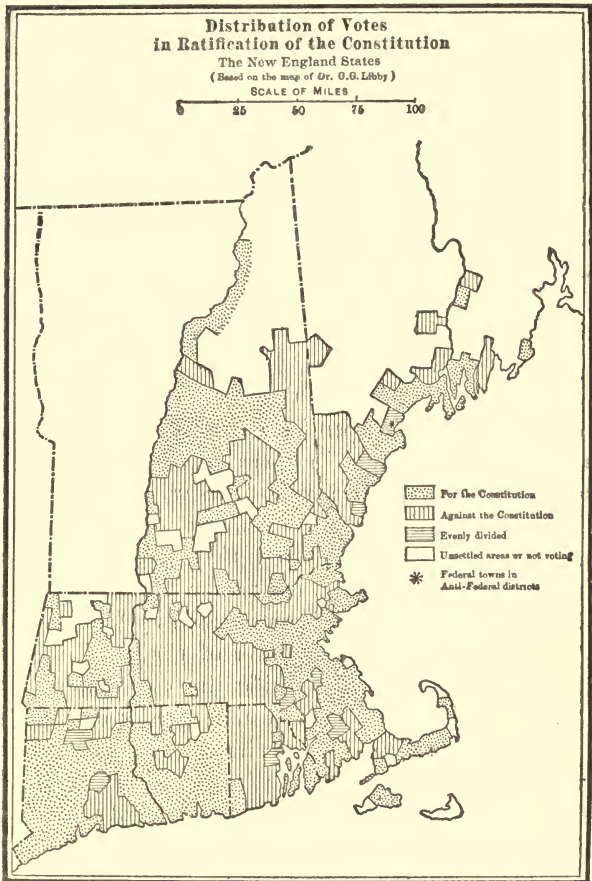 Distribution of Votes
in Ratification of the Constitution
The New England States
(Based on the map of Dr. O.G. Libby)
SCALE OF MILES
0 25 50 75 100
For the Constitution
Against the Constitution
Evenly divided
Unsettled areas or not voting
Federal towns in
Anti-Federal districts